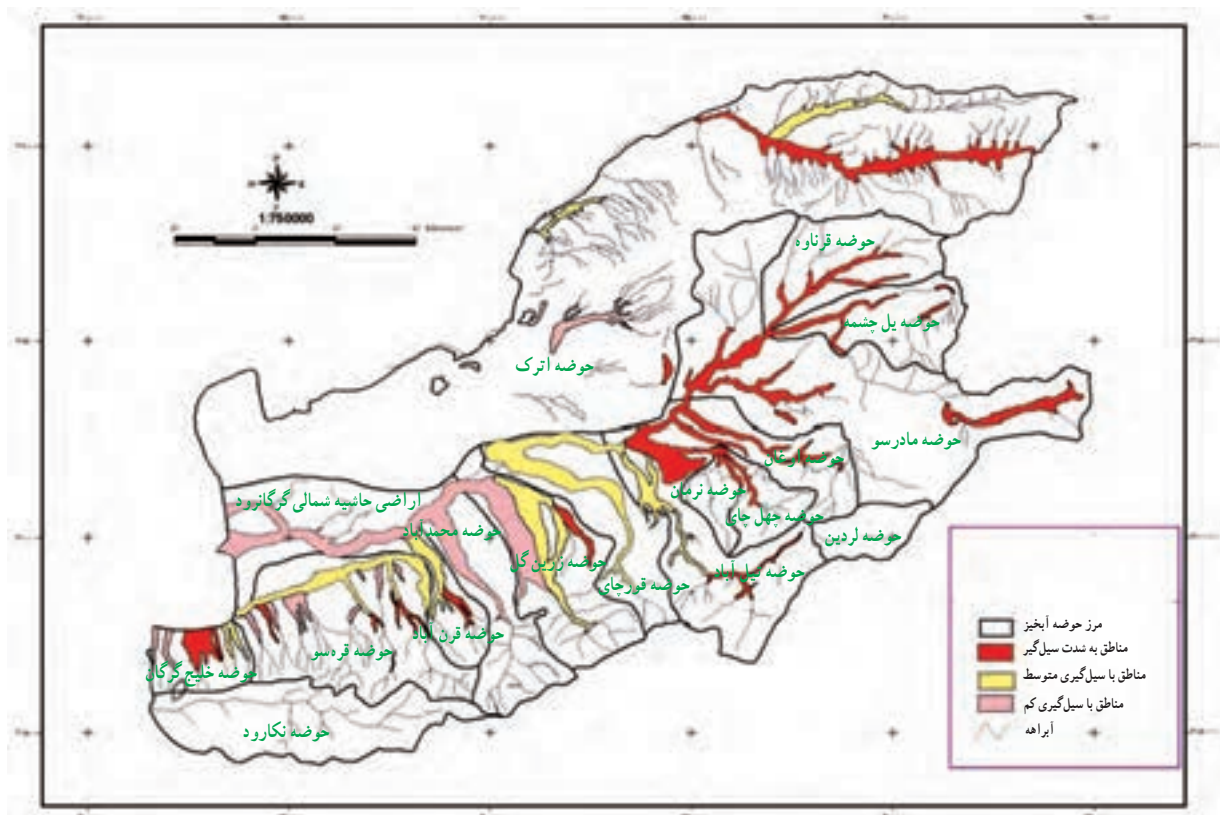 1:750000
حوضه قرناوه
حوضه یل چشمه
حوضه اترک
حوضه مادرسو
حوضه اوغان
حوضه نرمان
اراضی حاشیه شمالی گرگانرود
حوضه چهل چای
حوضه محمدآباد
حوضه لردین
حوضه زرین گل
حوضه نیل آباد
حوضه قورچای
حوضه قرن آباد
حوضه قره‌سو
حوضه خلیج گرگان
حوضه نکارود
مرز حوضه آبخیز
مناطق به شدت سیل‌گیر
مناطق با سیل‌گیری متوسط
مناطق با سیل‌گیری کم
آبراهه